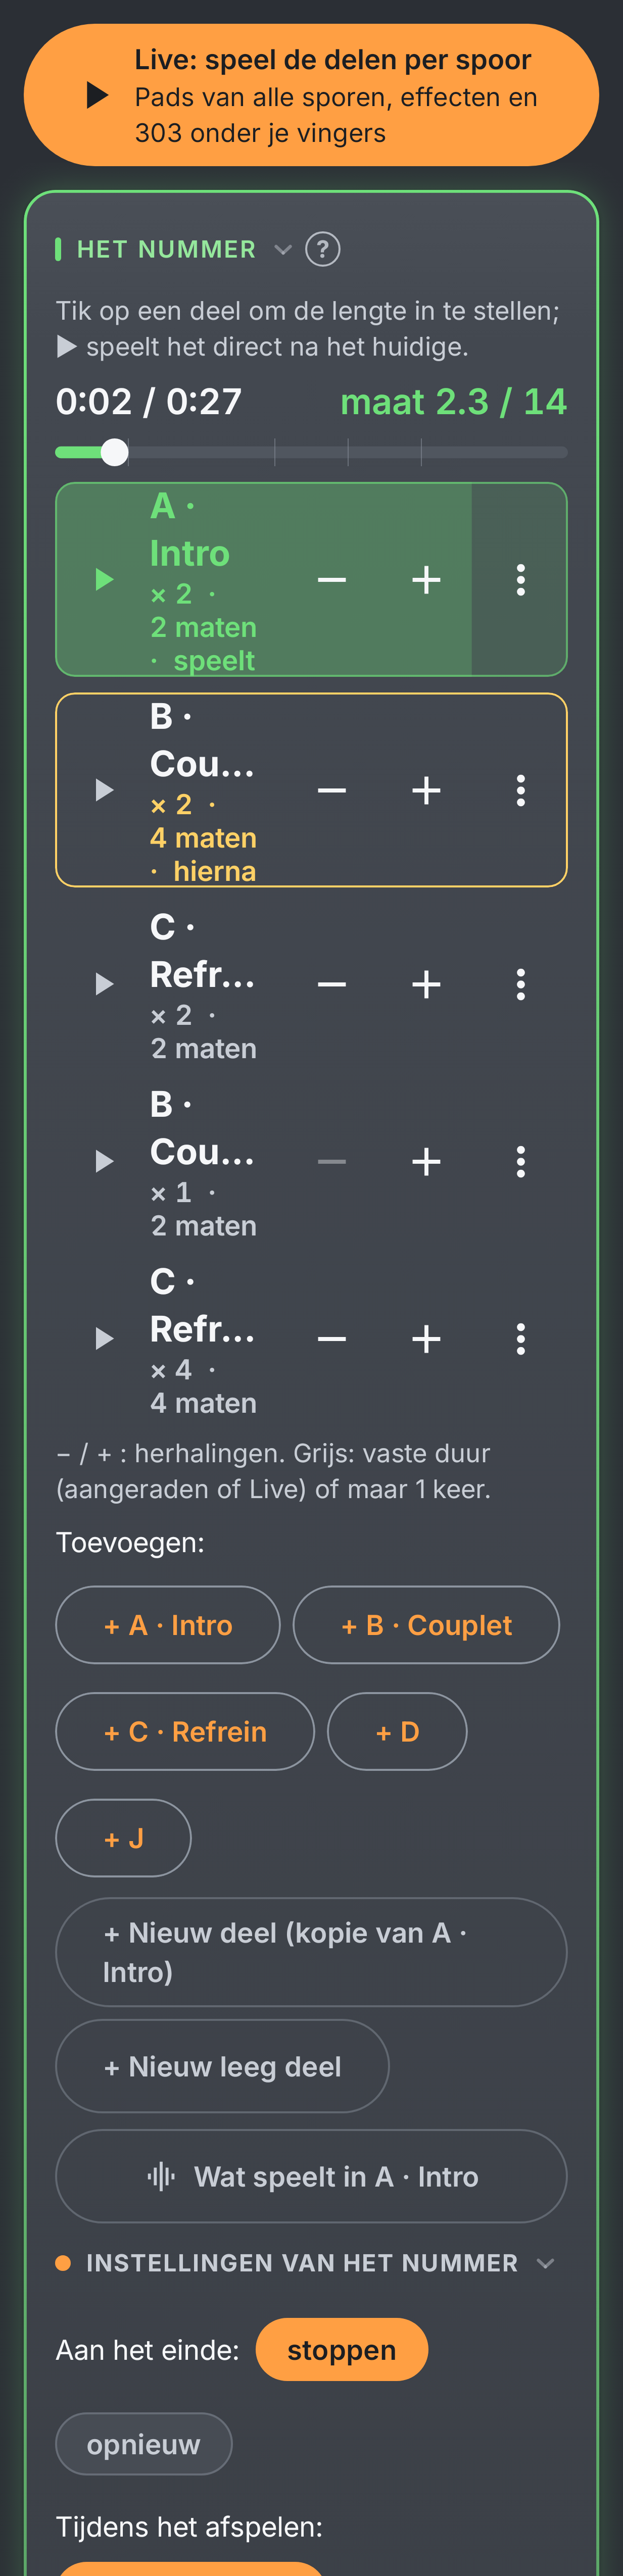 Live: speel de delen per spoor
Pads van alle sporen, effecten en
303 onder je vingers
HET NUMMER ?
Tik op een deel om de lengte in te stellen;
▶ speelt het direct na het huidige.
0:02 / 0:27 maat 2.3 / 14
A ·
Intro
× 2 ·
2 maten
· speelt
B ·
Cou...
× 2 ·
4 maten
· hierna
C ·
Refr...
× 2 ·
2 maten
B ·
Cou...
× 1 ·
2 maten
C ·
Refr...
× 4 ·
4 maten
− / + : herhalingen. Grijs: vaste duur
(aangeraden of Live) of maar 1 keer.
Toevoegen:
+ A · Intro + B · Couplet
+ C · Refrein + D
+ J
+ Nieuw deel (kopie van A ·
Intro)
+ Nieuw leeg deel
Wat speelt in A · Intro
INSTELLINGEN VAN HET NUMMER
Aan het einde: stoppen
opnieuw
Tijdens het afspelen: